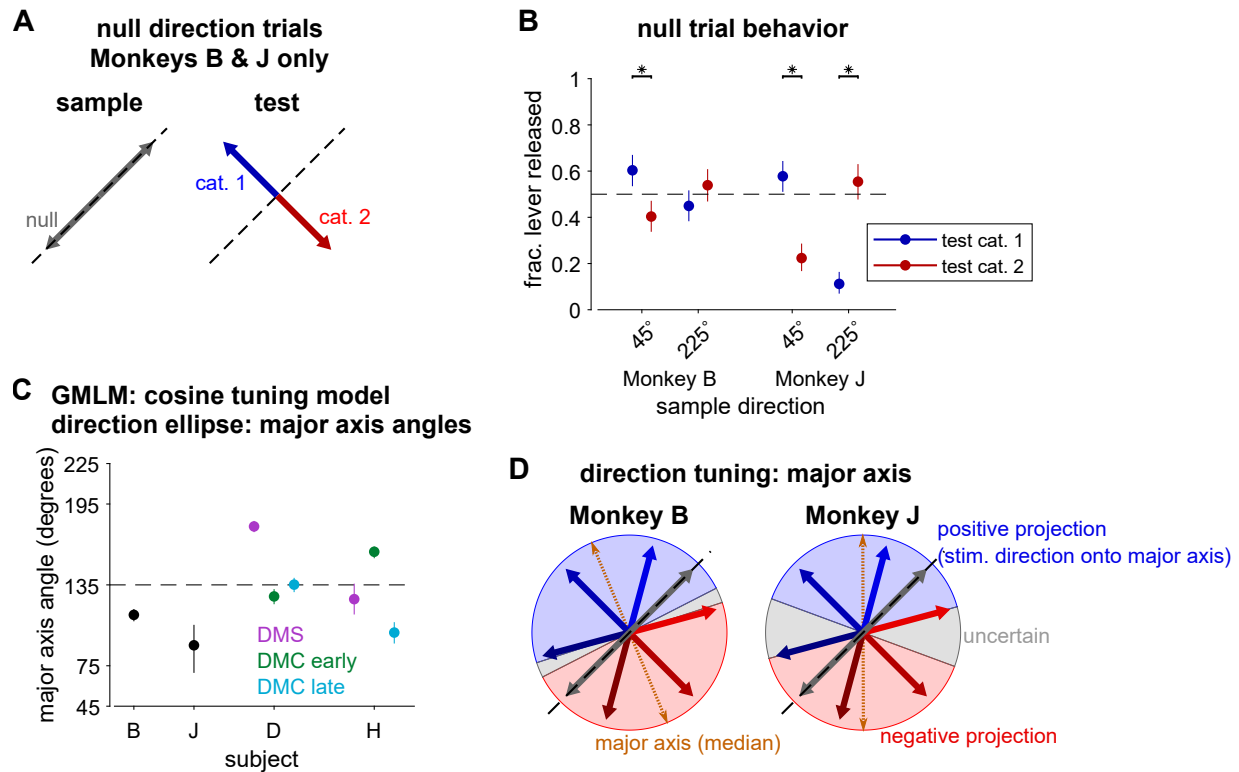 A
null direction trials
Monkeys B & J only
sample
test
cat. 1
null
cat. 2
B
null trial behavior
frac. lever released
1
0.8
0.6
0.4
0.2
0
*
*
*
45°
225°
45°
225°
Monkey B
Monkey J
sample direction
test cat. 1
test cat. 2
C
GMLM: cosine tuning model
direction ellipse: major axis angles
major axis angle (degrees)
225
195
135
75
45
DMS
DMC early
DMC late
B
J
D
H
subject
D
direction tuning: major axis
Monkey B
Monkey J
positive projection
(stim. direction onto major axis)
uncertain
major axis (median)
negative projection